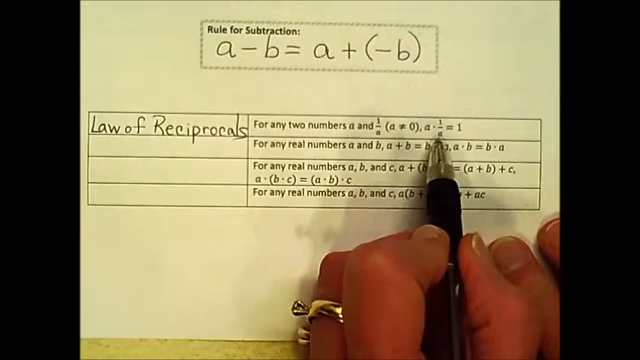 Rule for Subtraction:
a − b = a + (−b)
Law of Reciprocals
For any two numbers a and 1/a (a ≠ 0), a · 1/a = 1
For any real numbers a and b, a + b = b a, a · b = b · a
For any real numbers a, b, and c, a + (b = (a + b) + c,
a · (b · c) = (a · b) · c
For any real numbers a, b, and c, a(b + ac